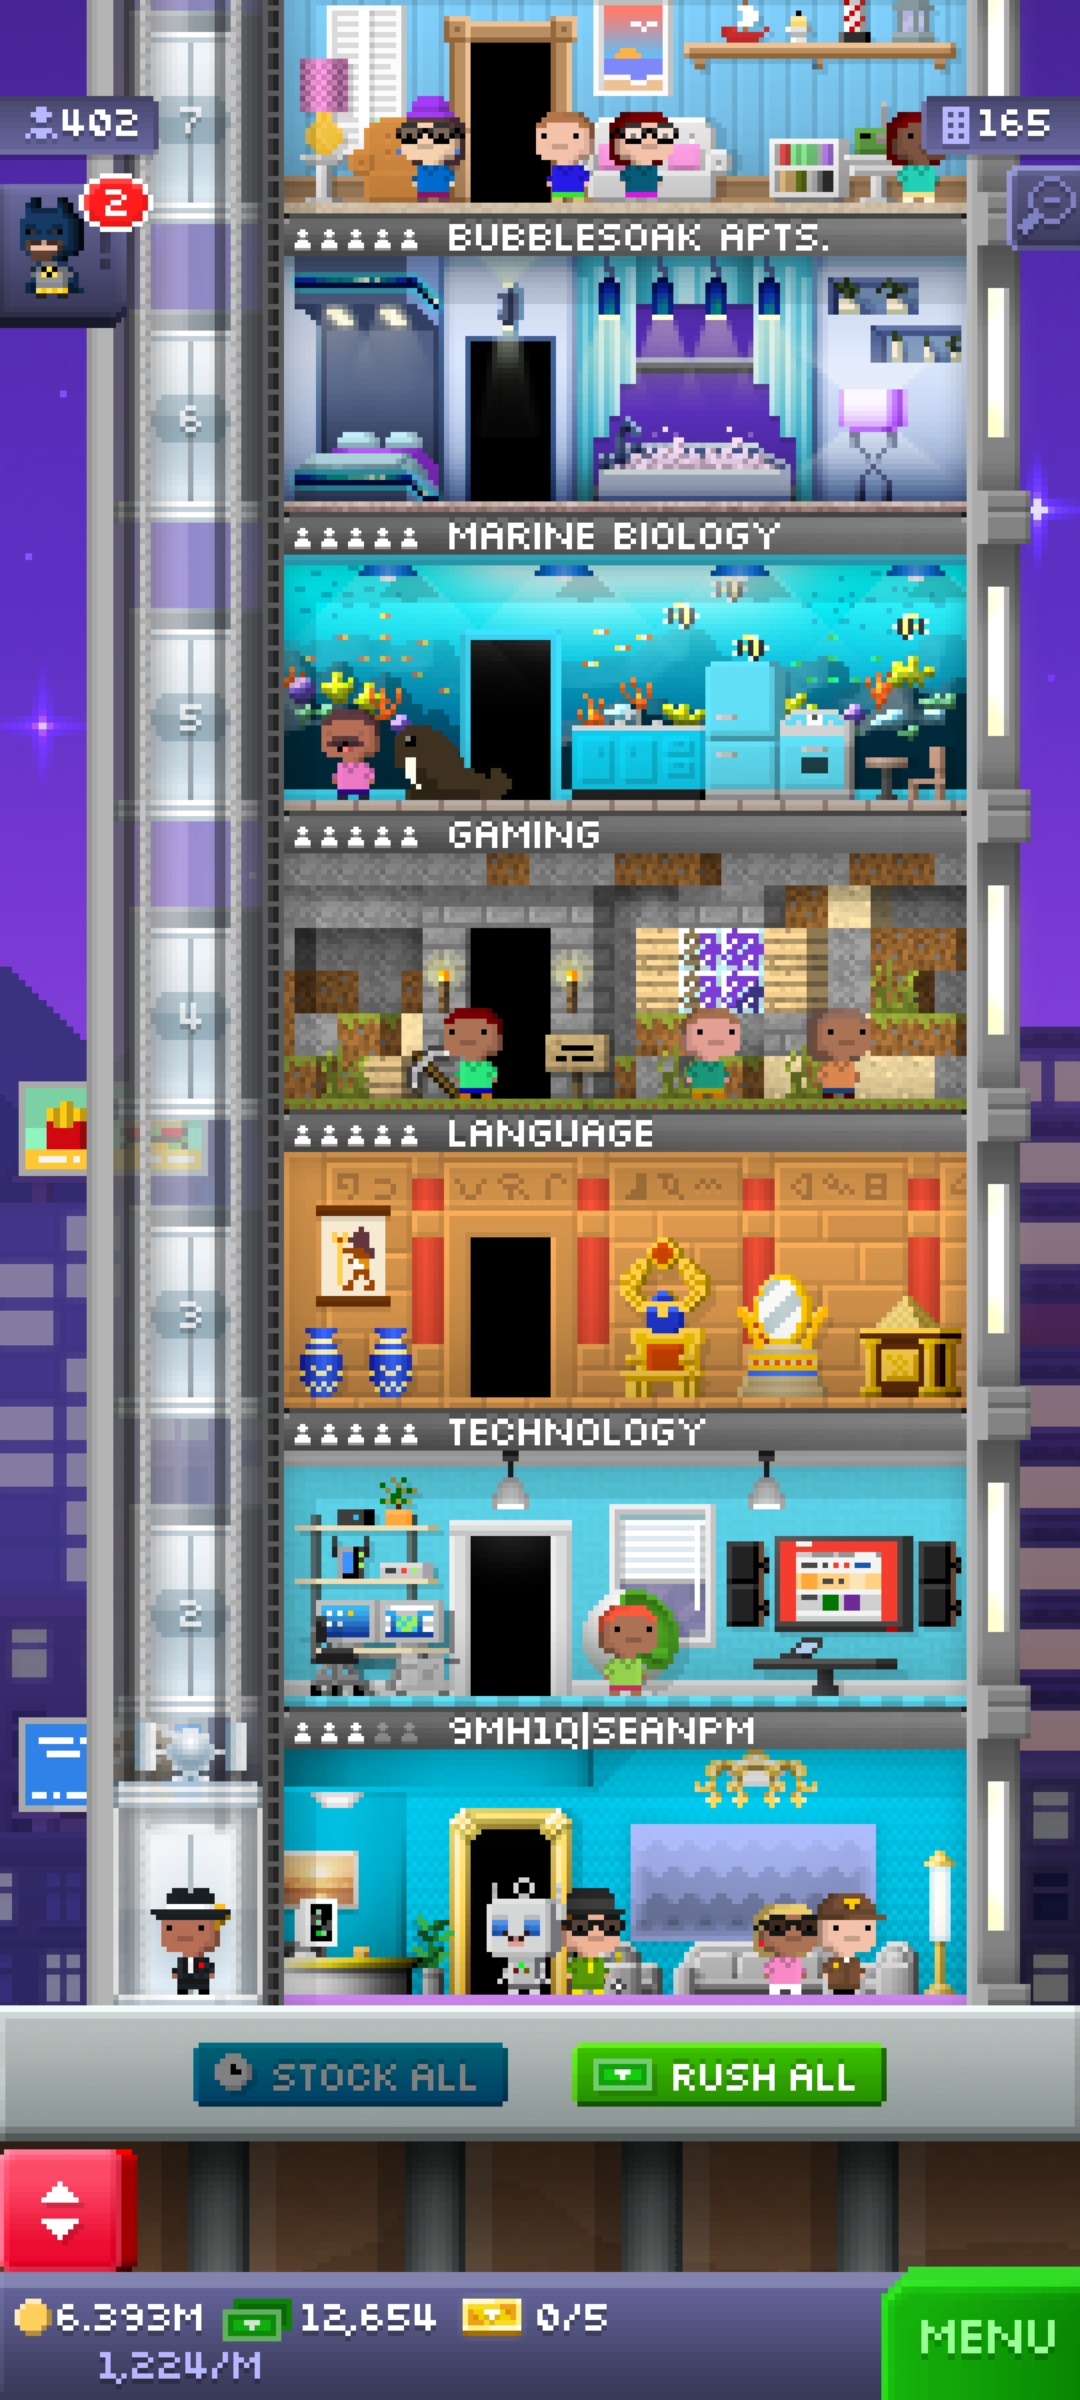 7
402
165
2
BUBBLESOAK APTS.
6
MARINE BIOLOGY
5
GAMING
4
LANGUAGE
3
TECHNOLOGY
2
9MH1Q|SEANPM
STOCK ALL
RUSH ALL
6.393M
12,654
0/5
1,224/M
MENU